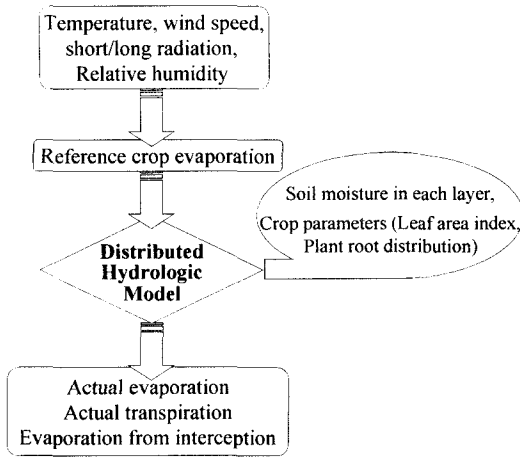 Temperature, wind speed,
short/long radiation,
Relative humidity
Reference crop evaporation
Soil moisture in each layer,
Crop parameters (Leaf area index,
Plant root distribution)
Distributed
Hydrologic
Model
Actual evaporation
Actual transpiration
Evaporation from interception